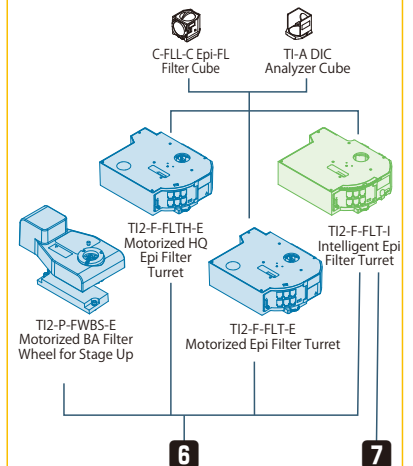 C-FLL-C Epi-FL
Filter Cube
TI-A DIC
Analyzer Cube
TI2-F-FLTH-E
Motorized HQ
Epi Filter
Turret
TI2-F-FLT-I
Intelligent Epi
Filter Turret
TI2-P-FWBS-E
Motorized BA Filter
Wheel for Stage Up
TI2-F-FLT-E
Motorized Epi Filter Turret
6
7